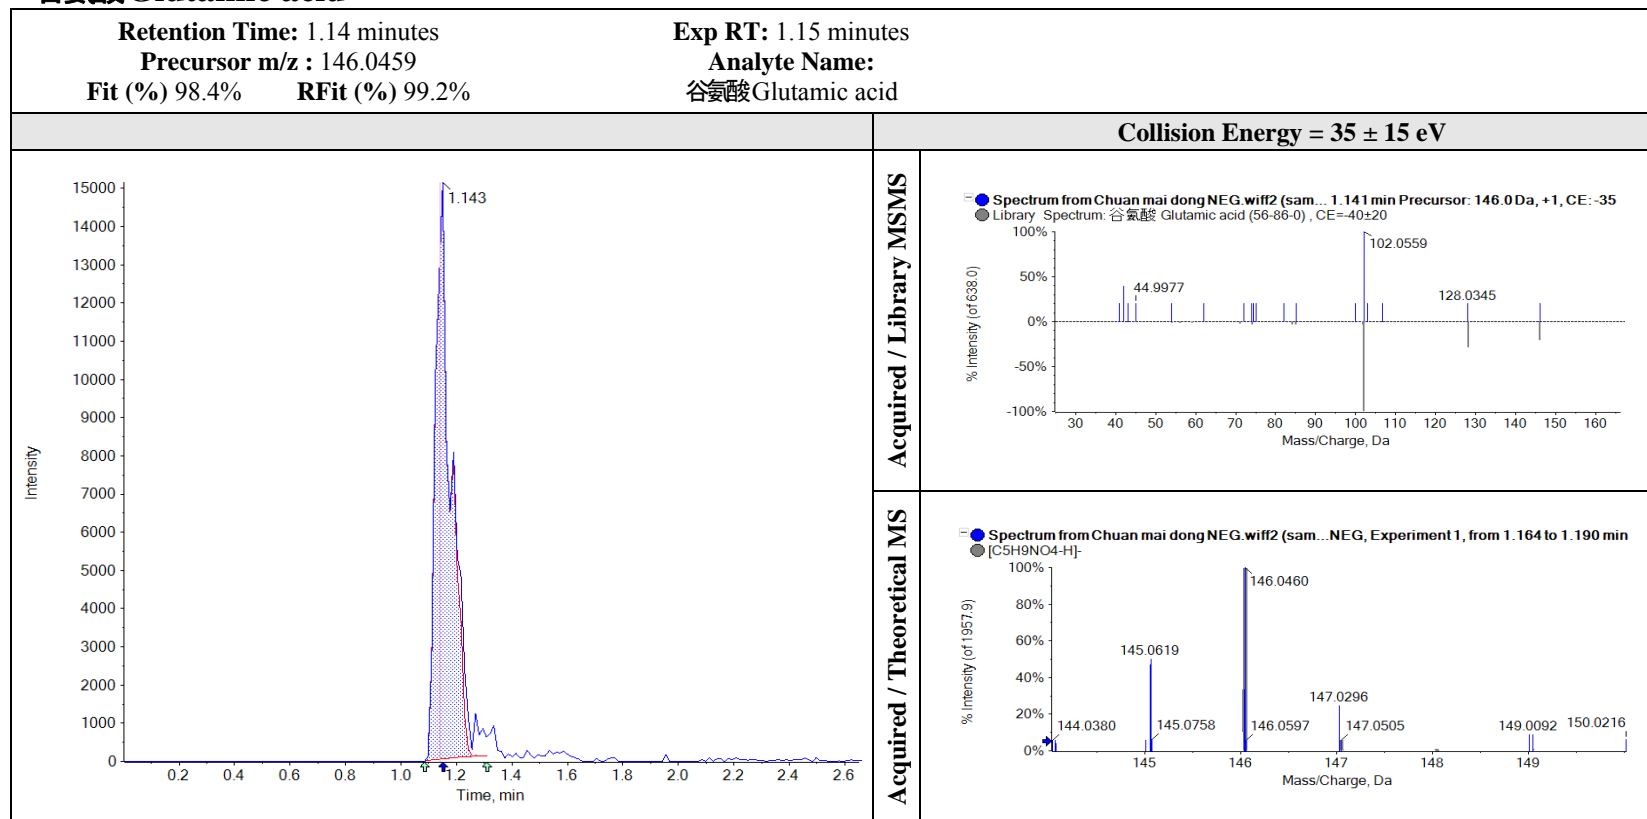 谷氨酸 Glutamic acid
Retention Time: 1.14 minutes
Exp RT: 1.15 minutes
Precursor m/z : 146.0459
Analyte Name:
Fit (%) 98.4% RFit (%) 99.2%
谷氨酸Glutamic acid
Collision Energy = 35 ± 15 eV
Intensity
15000
14000
13000
12000
11000
10000
9000
8000
7000
6000
5000
4000
3000
2000
1000
0
1.143
0.2 0.4 0.6 0.8 1.0 1.2 1.4 1.6 1.8 2.0 2.2 2.4 2.6
Time, min
Acquired / Library MSMS
Spectrum from Chuan mai dong NEG.wiff2 (sam... 1.141 min Precursor: 146.0 Da, +1, CE: -35
Library Spectrum: 谷氨酸 Glutamic acid (56-86-0) , CE=-40±20
% Intensity (of 638.0)
100%
50%
0%
-50%
-100%
44.9977
102.0559
128.0345
30 40 50 60 70 80 90 100 110 120 130 140 150 160
Mass/Charge, Da
Acquired / Theoretical MS
Spectrum from Chuan mai dong NEG.wiff2 (sam...NEG, Experiment 1, from 1.164 to 1.190 min
[C5H9NO4-H]-
% Intensity (of 1957.9)
100%
80%
60%
40%
20%
0%
146.0460
145.0619
147.0296
144.0380
145.0758
146.0597
147.0505
149.0092
150.0216
145 146 147 148 149
Mass/Charge, Da